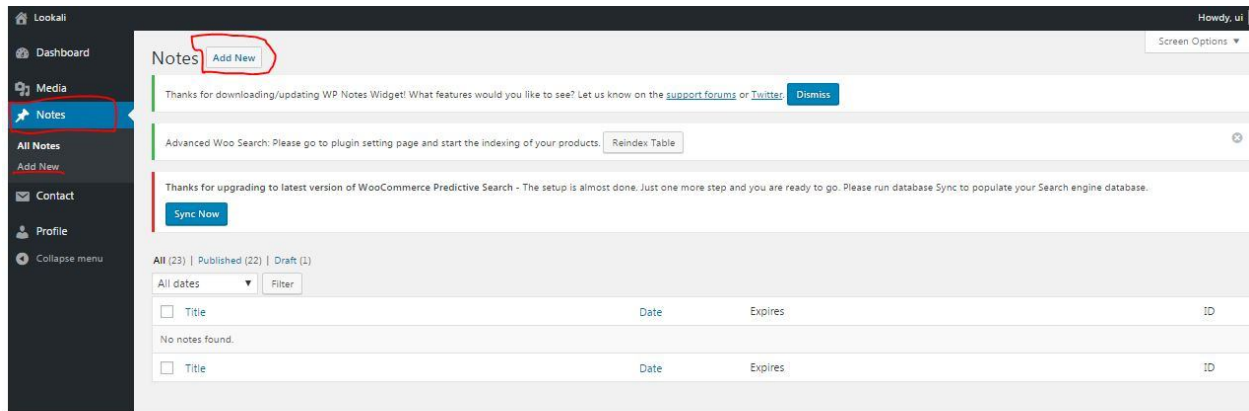 Lookali
Howdy, ui
Dashboard
Media
Notes
All Notes
Add New
Contact
Profile
Collapse menu
Screen Options ▼
Notes Add New
Thanks for downloading/updating WP Notes Widget! What features would you like to see? Let us know on the support forums or Twitter. Dismiss
Advanced Woo Search: Please go to plugin setting page and start the indexing of your products. Reindex Table
Thanks for upgrading to latest version of WooCommerce Predictive Search - The setup is almost done. Just one more step and you are ready to go. Please run database Sync to populate your Search engine database.
Sync Now
All (23) | Published (22) | Draft (1)
All dates ▼ Filter
Title Date Expires ID
No notes found.
Title Date Expires ID